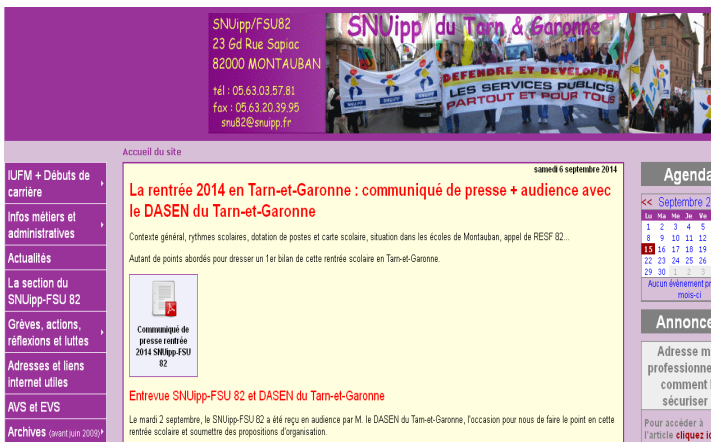 SNUipp/FSU82
23 Gd Rue Sapiac
82000 MONTAUBAN
tél : 05.63.03.57.81
fax : 05.63.20.39.95
snu82@snuipp.fr
SNUipp du Tarn & Garonne
DEFENDRE ET DEVELOPPER
LES SERVICES PUBLICS
PARTOUT ET POUR TOUS
Accueil du site
IUFM + Débuts de
carrière
Infos métiers et
administratives
Actualités
La section du
SNUipp-FSU 82
Grèves, actions,
réflexions et luttes
Adresses et liens
internet utiles
AVS et EVS
Archives (avant juin 2009)
samedi 6 septembre 2014
La rentrée 2014 en Tarn-et-Garonne : communiqué de presse + audience avec
le DASEN du Tarn-et-Garonne
Contexte général, rythmes scolaires, dotation de postes et carte scolaire, situation dans les écoles de Montauban, appel de RESF 82...
Autant de points abordés pour dresser un 1er bilan de cette rentrée scolaire en Tarn-et-Garonne.
Communiqué de
presse rentrée
2014 SNUipp-FSU
82
Entrevue SNUipp-FSU 82 et DASEN du Tarn-et-Garonne
Le mardi 2 septembre, le SNUipp-FSU 82 a été reçu en audience par M. le DASEN du Tarn-et-Garonne, l'occasion pour nous de faire le point en cette
rentrée scolaire et soumettre des propositions d'organisation.
Agenda
<< Septembre 2
Lu Ma Me Je Ve
1 2 3 4 5
8 9 10 11 12
15 16 17 18 19
22 23 24 25 26
29 30 1 2 3
Aucun évènement pr
mois-ci
Annonce
Adresse m
professionne
comment l
sécuriser
Pour accéder à
l'article cliquez ic